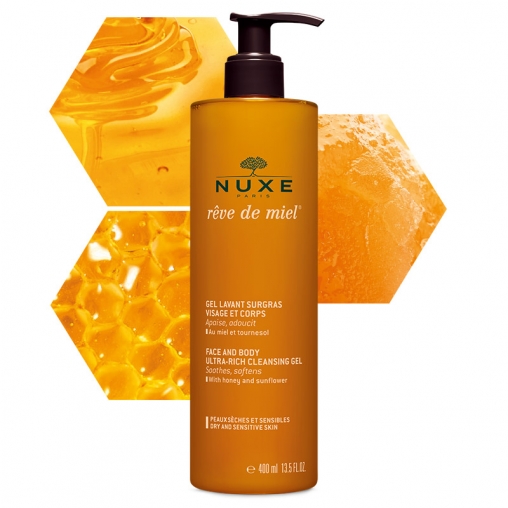 NUXE
PARIS
rêve de miel®
GEL LAVANT SURGRAS
VISAGE ET CORPS
Apaise, adoucit
Au miel et tournesol
FACE AND BODY
ULTRA-RICH CLEANSING GEL
Soothes, softens
With honey and sunflower
PEAUX SÈCHES ET SENSIBLES
DRY AND SENSITIVE SKIN
℮ 400 ml 13.5 FL.OZ.